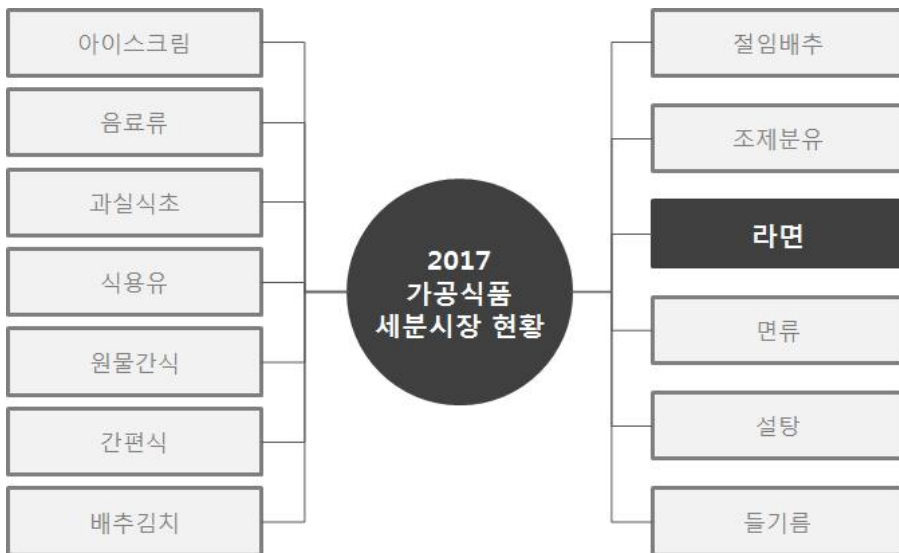 아이스크림
음료류
과실식초
식용유
원물간식
간편식
배추김치
2017
가공식품
세분시장 현황
절임배추
조제분유
라면
면류
설탕
들기름